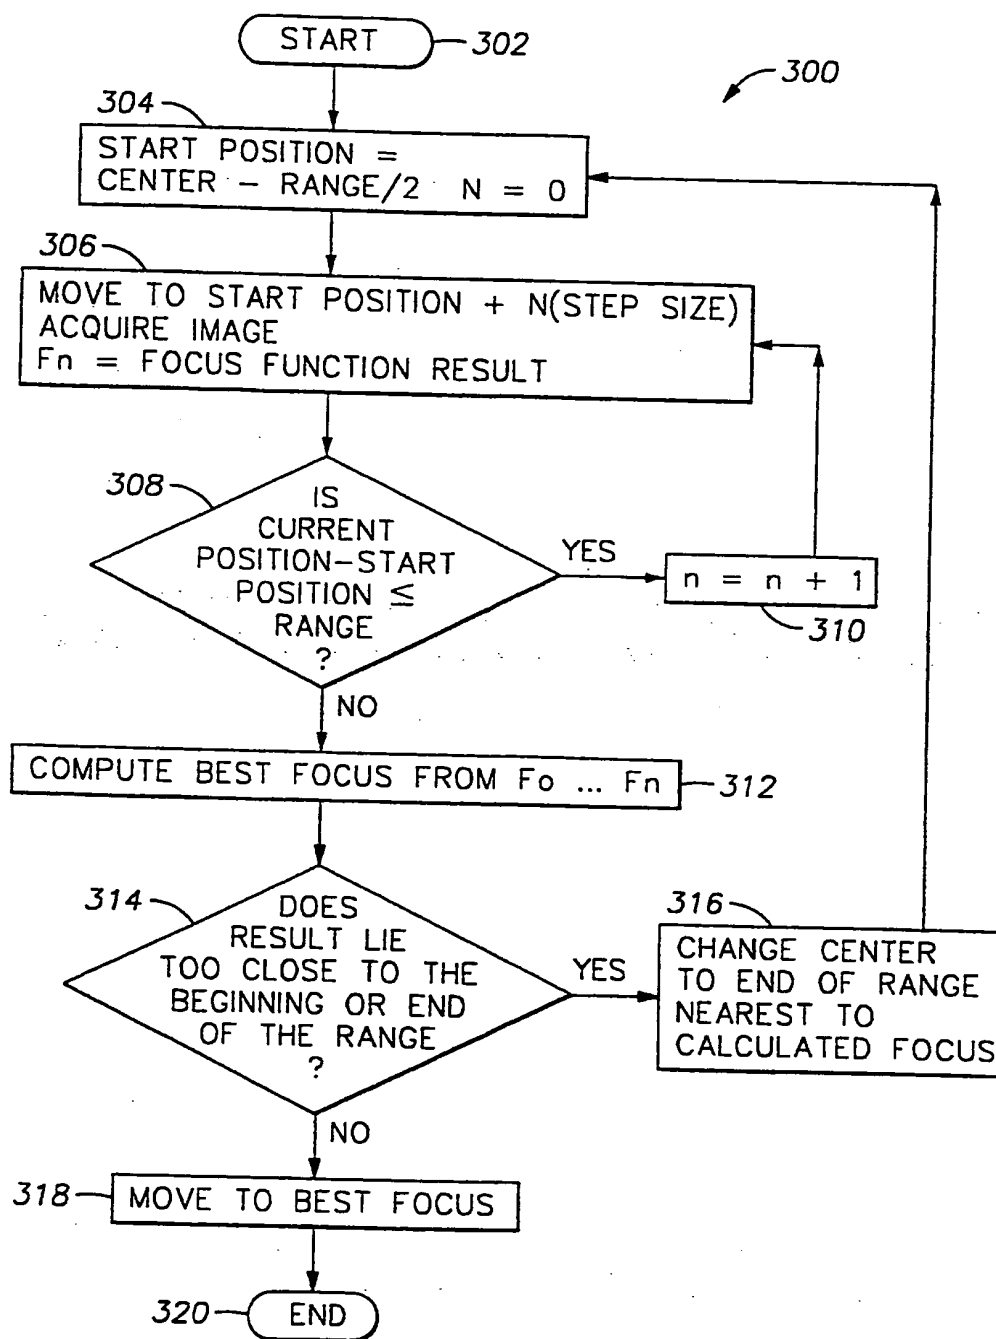 START
302
300
304
START POSITION =
CENTER - RANGE/2 N = 0
306
MOVE TO START POSITION + N(STEP SIZE)
ACQUIRE IMAGE
Fn = FOCUS FUNCTION RESULT
308
IS
CURRENT
POSITION-START
POSITION ≤
RANGE
?
YES
n = n + 1
310
NO
COMPUTE BEST FOCUS FROM Fo ... Fn
312
314
DOES
RESULT LIE
TOO CLOSE TO THE
BEGINNING OR END
OF THE RANGE
?
YES
316
CHANGE CENTER
TO END OF RANGE
NEAREST TO
CALCULATED FOCUS
NO
318
MOVE TO BEST FOCUS
320
END